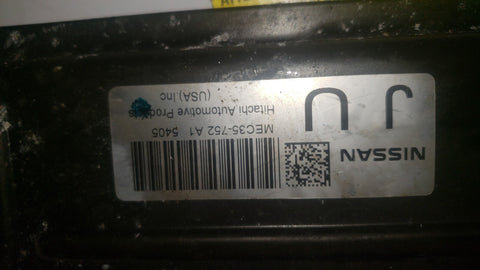 NISSAN
J U
MEC35-752 A1 5405
Hitachi Automotive Products
(USA),Inc